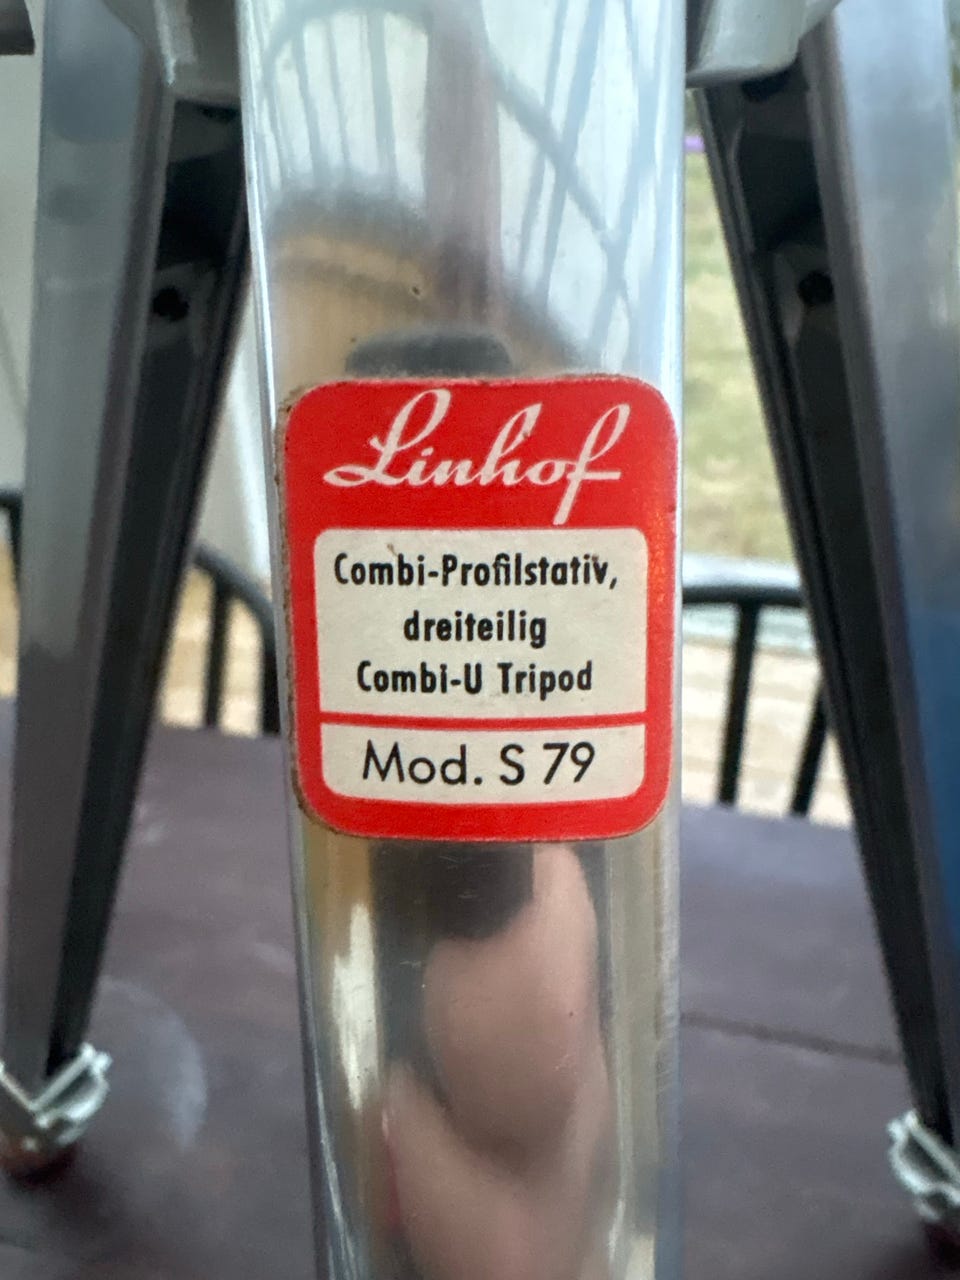 Linhof
Combi-Profilstativ,
dreiteilig
Combi-U Tripod
Mod. S 79